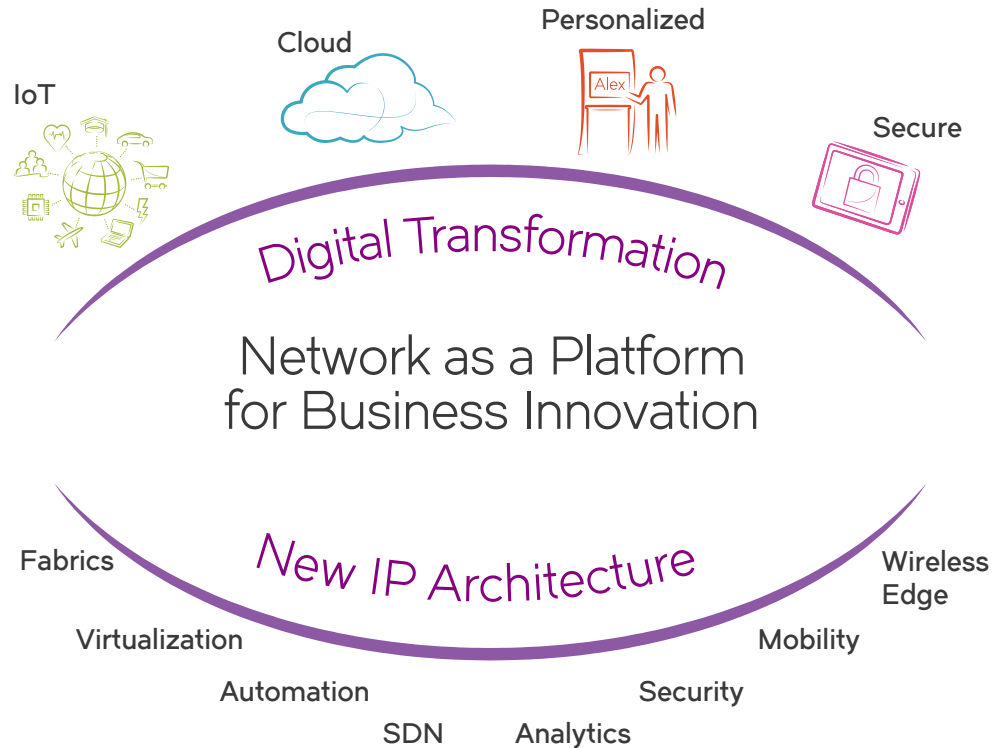 Personalized
Cloud
IoT
Alex
Secure
Digital Transformation
Network as a Platform
for Business Innovation
New IP Architecture
Fabrics
Wireless
Edge
Virtualization
Mobility
Automation
Security
SDN
Analytics